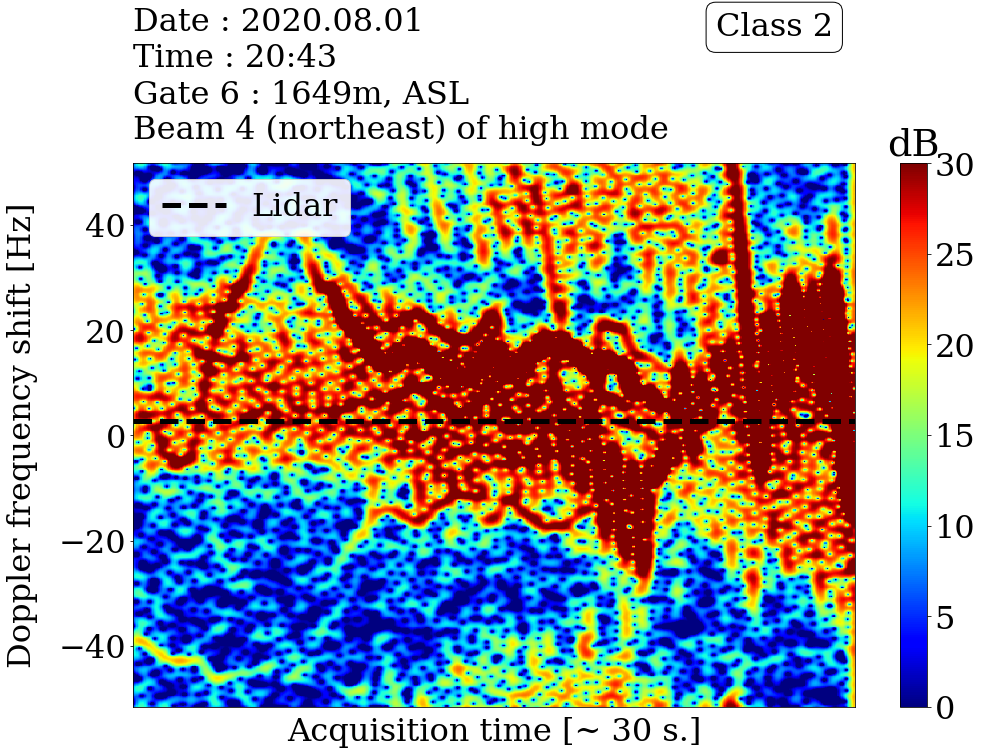 Date : 2020.08.01
Time : 20:43
Gate 6 : 1649m, ASL
Beam 4 (northeast) of high mode
Class 2
dB
Lidar
Doppler frequency shift [Hz]
40
20
0
−20
−40
Acquisition time [~ 30 s.]
30
25
20
15
10
5
0